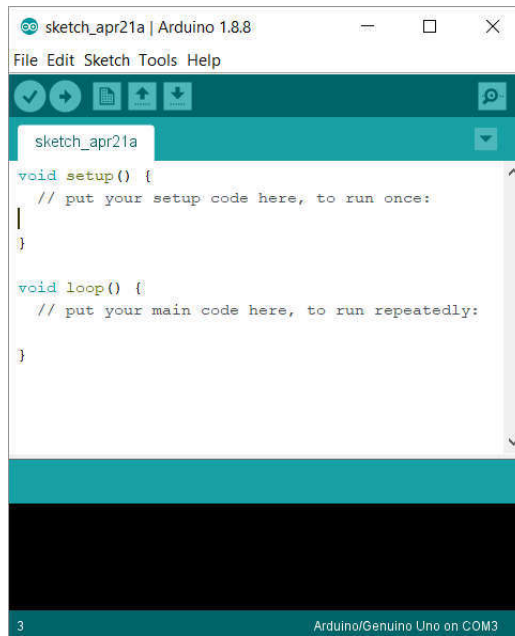 sketch_apr21a | Arduino 1.8.8
File Edit Sketch Tools Help
sketch_apr21a
void setup() {
  // put your setup code here, to run once:

}

void loop() {
  // put your main code here, to run repeatedly:

}
3
Arduino/Genuino Uno on COM3